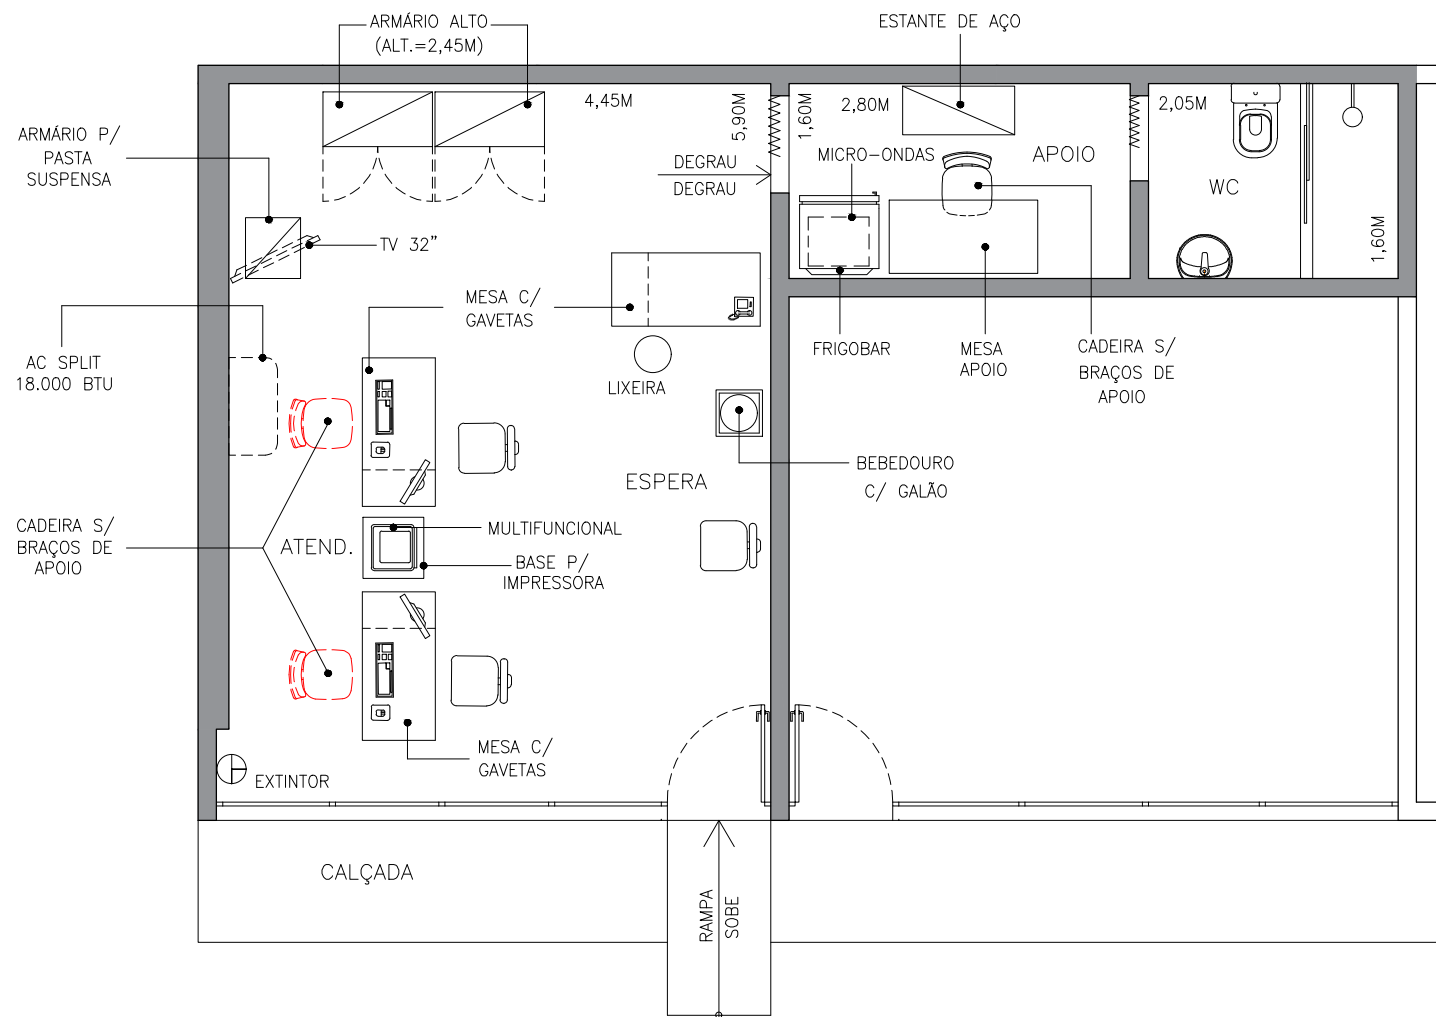 ARMÁRIO ALTO
(ALT.=2,45M)
ESTANTE DE AÇO
4,45M
5,90M
1,60M
2,80M
2,05M
ARMÁRIO P/
PASTA
SUSPENSA
DEGRAU
DEGRAU
MICRO-ONDAS
APOIO
WC
1,60M
TV 32”
MESA C/
GAVETAS
AC SPLIT
18.000 BTU
LIXEIRA
FRIGOBAR
MESA
APOIO
CADEIRA S/
BRAÇOS DE
APOIO
ESPERA
BEBEDOURO
C/ GALÃO
CADEIRA S/
BRAÇOS DE
APOIO
ATEND.
MULTIFUNCIONAL
BASE P/
IMPRESSORA
MESA C/
GAVETAS
EXTINTOR
CALÇADA
RAMPA
SOBE